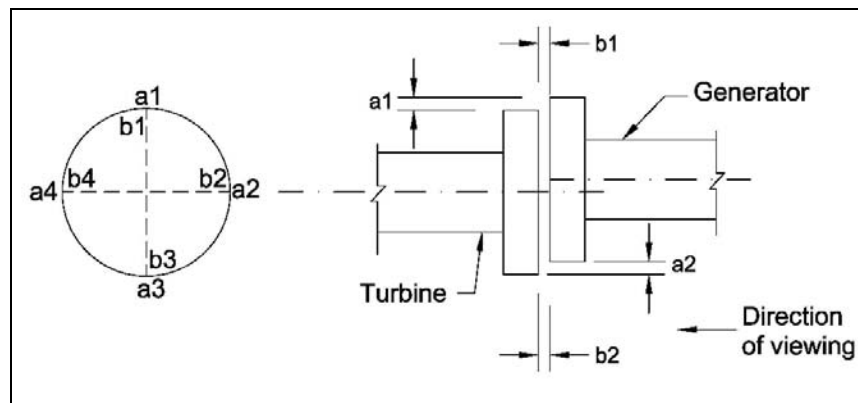 a1
b1
a4
b4
b2
a2
b3
a3
b1
a1
Generator
Turbine
a2
b2
Direction
of viewing